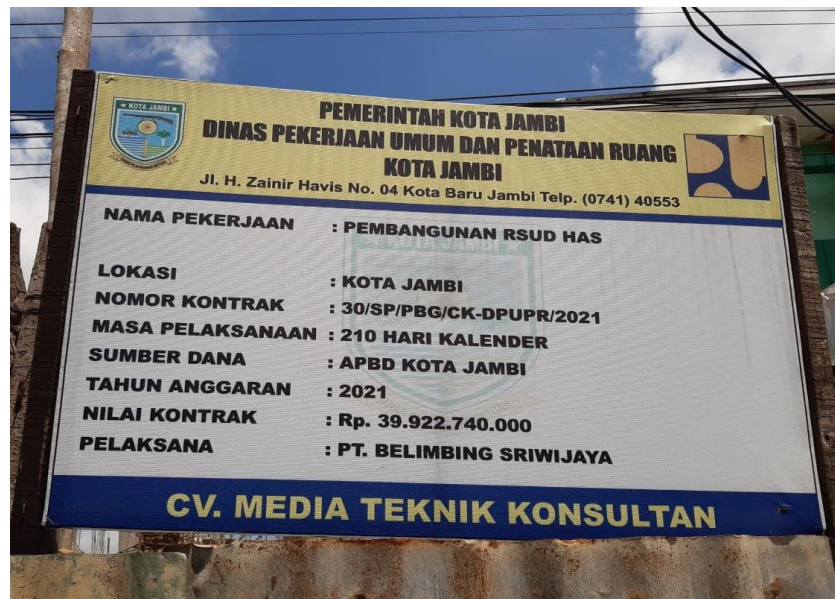 ★ KOTA JAMBI ★
PEMERINTAH KOTA JAMBI
DINAS PEKERJAAN UMUM DAN PENATAAN RUANG
KOTA JAMBI
Jl. H. Zainir Havis No. 04 Kota Baru Jambi Telp. (0741) 40553
NAMA PEKERJAAN : PEMBANGUNAN RSUD HAS
★ KOTA JAMBI ★
LOKASI : KOTA JAMBI
NOMOR KONTRAK : 30/SP/PBG/CK-DPUPR/2021
MASA PELAKSANAAN : 210 HARI KALENDER
SUMBER DANA : APBD KOTA JAMBI
TAHUN ANGGARAN : 2021
NILAI KONTRAK : Rp. 39.922.740.000
PELAKSANA : PT. BELIMBING SRIWIJAYA
CV. MEDIA TEKNIK KONSULTAN